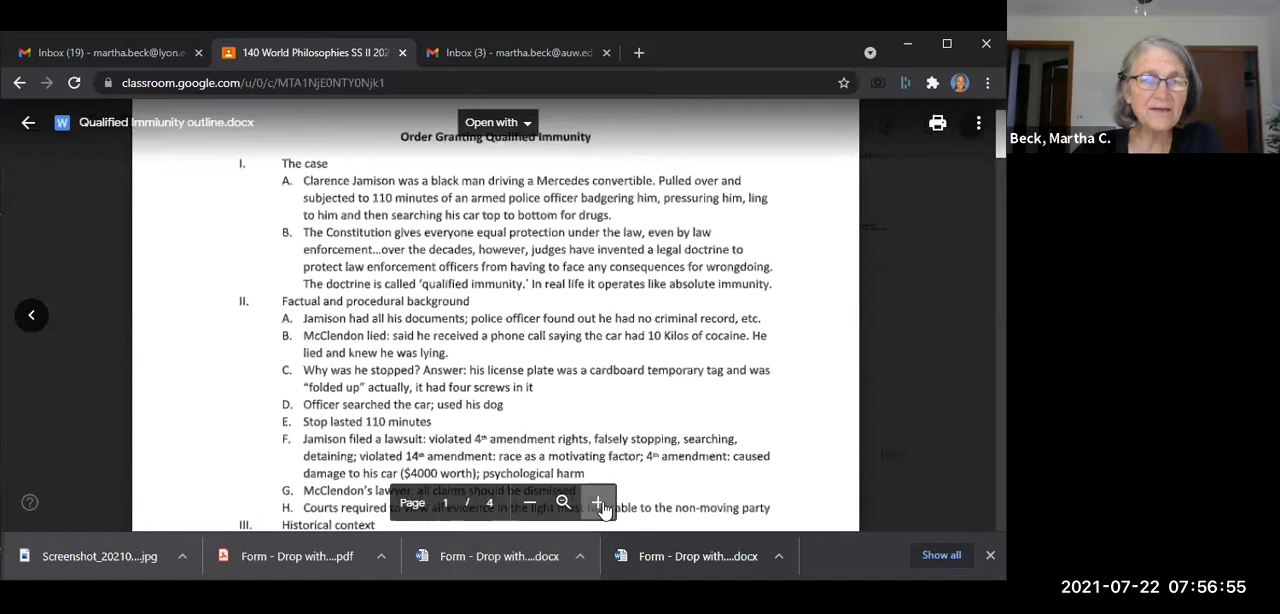 Inbox (19) - martha.beck@lyon.e
140 World Philosophies SS II 202
Inbox (3) - martha.beck@auw.ed
classroom.google.com/u/0/c/MTA1NjE0NTY0Njk1
Qualified Immiunity outline.docx
Open with
Beck, Martha C.
Order Granting Qualified Immunity
I. The case
A. Clarence Jamison was a black man driving a Mercedes convertible. Pulled over and
subjected to 110 minutes of an armed police officer badgering him, pressuring him, ling
to him and then searching his car top to bottom for drugs.
B. The Constitution gives everyone equal protection under the law, even by law
enforcement...over the decades, however, judges have invented a legal doctrine to
protect law enforcement officers from having to face any consequences for wrongdoing.
The doctrine is called 'qualified immunity.' In real life it operates like absolute immunity.
II. Factual and procedural background
A. Jamison had all his documents; police officer found out he had no criminal record, etc.
B. McClendon lied: said he received a phone call saying the car had 10 Kilos of cocaine. He
lied and knew he was lying.
C. Why was he stopped? Answer: his license plate was a cardboard temporary tag and was
“folded up” actually, it had four screws in it
D. Officer searched the car; used his dog
E. Stop lasted 110 minutes
F. Jamison filed a lawsuit: violated 4th amendment rights, falsely stopping, searching,
detaining; violated 14th amendment: race as a motivating factor; 4th amendment: caused
damage to his car ($4000 worth); psychological harm
G. McClendon's lawyer: all claims should be dismissed
H. Courts required to view all evidence in the light most to the non-moving party
III. Historical context
Page 1 / 4
Screenshot_20210....jpg
Form - Drop with....pdf
Form - Drop with....docx
Form - Drop with....docx
Show all
2021-07-22 07:56:55